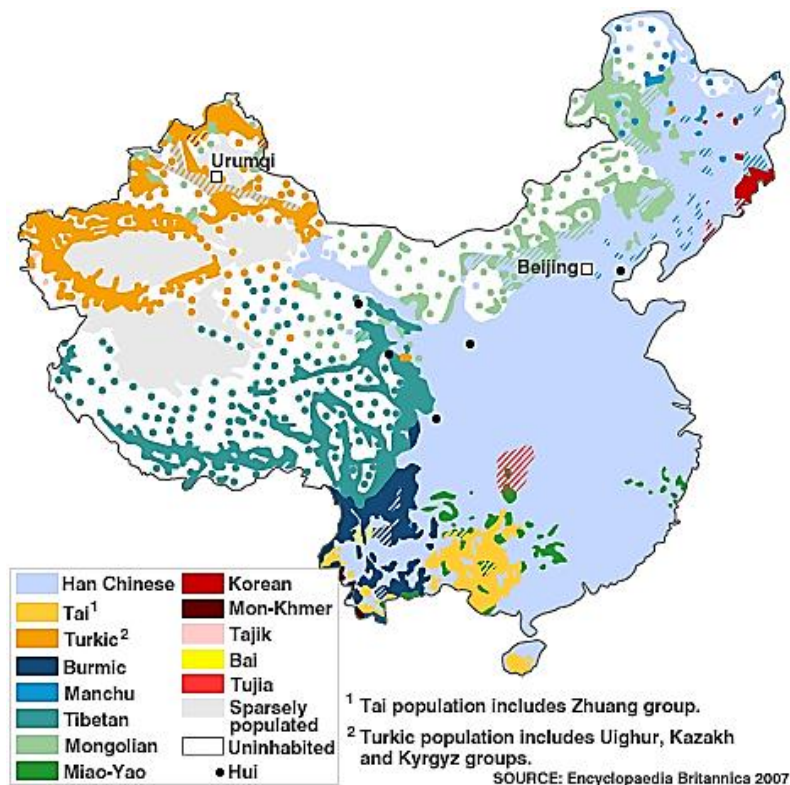 Urumqi
Beijing
Han Chinese
Tai1
Turkic2
Burmic
Manchu
Tibetan
Mongolian
Miao-Yao
Korean
Mon-Khmer
Tajik
Bai
Tujia
Sparsely
populated
Uninhabited
Hui
1 Tai population includes Zhuang group.
2 Turkic population includes Uighur, Kazakh
and Kyrgyz groups.
SOURCE: Encyclopaedia Britannica 2007